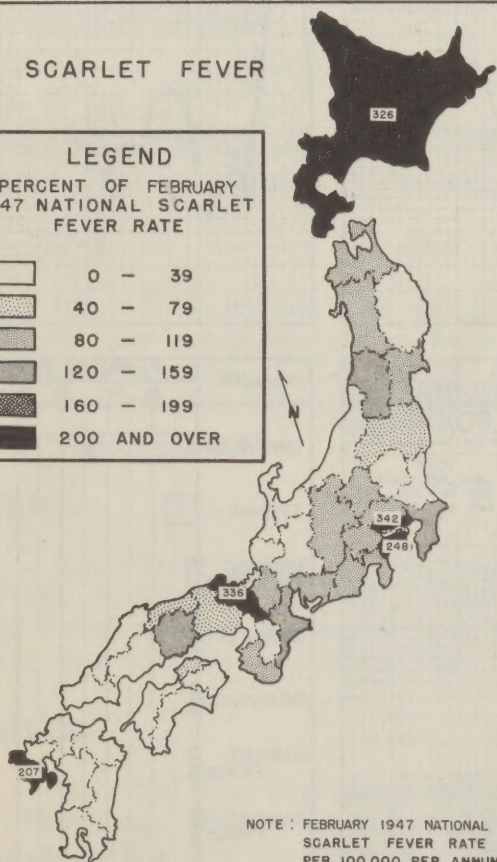 SCARLET FEVER
LEGEND
PERCENT OF FEBRUARY
47 NATIONAL SCARLET
FEVER RATE
0 – 39
40 – 79
80 – 119
120 – 159
160 – 199
200 AND OVER
326
N
342
248
336
207
NOTE : FEBRUARY 1947 NATIONAL
SCARLET FEVER RATE
PER 100,000 PER ANNUM